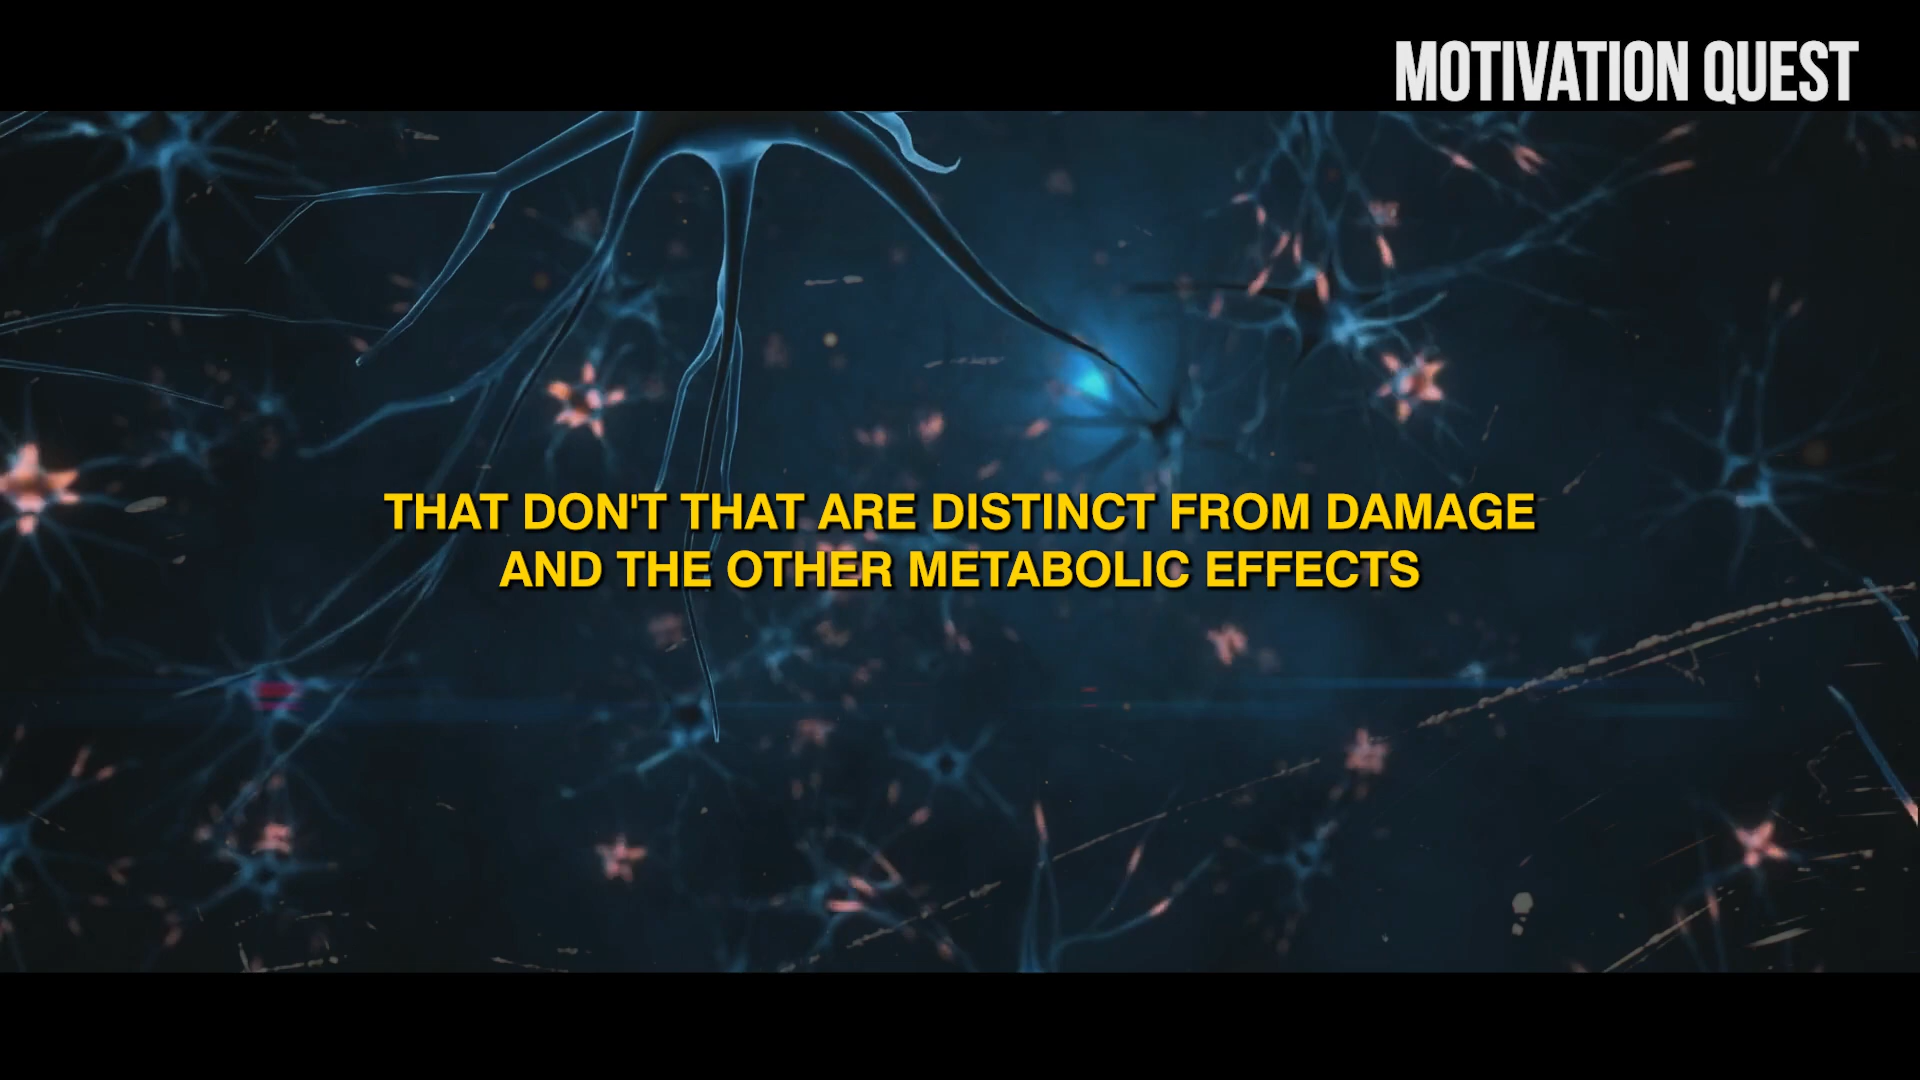 MOTIVATION QUEST
THAT DON'T THAT ARE DISTINCT FROM DAMAGE
AND THE OTHER METABOLIC EFFECTS